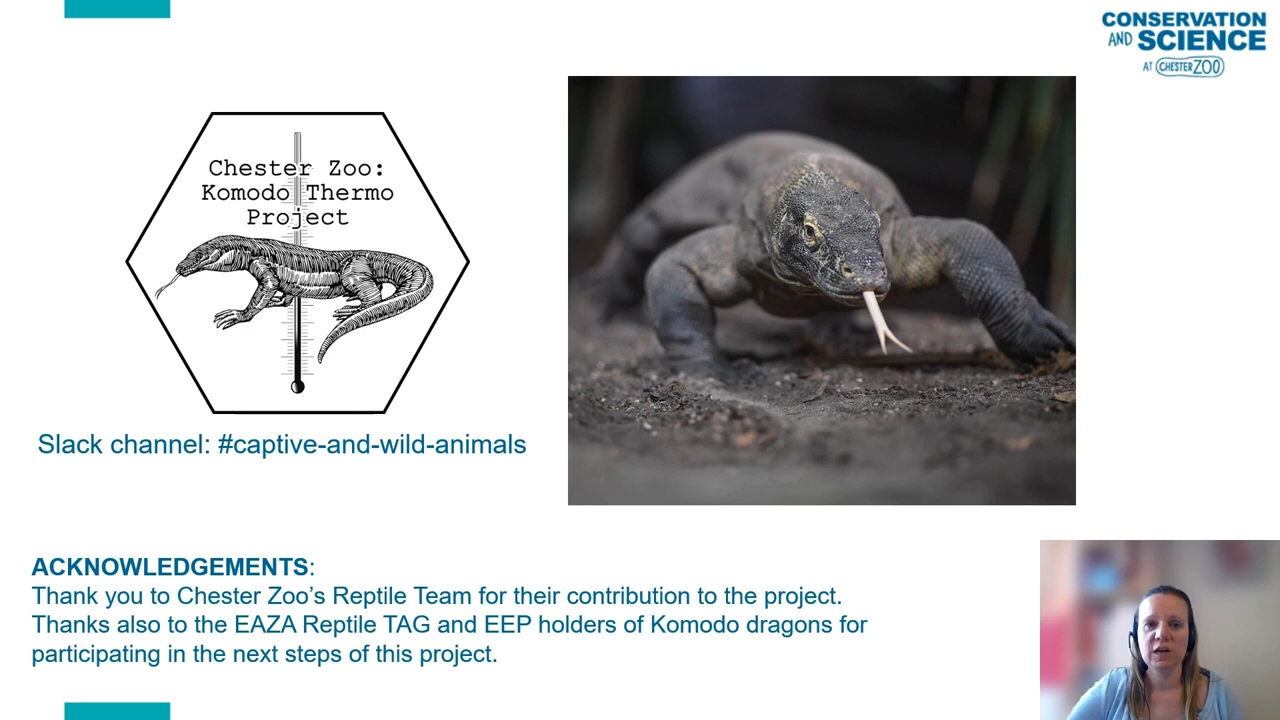 CONSERVATION
AND SCIENCE
AT CHESTER ZOO
Chester Zoo:
Komodo Thermo
Project
Slack channel: #captive-and-wild-animals
ACKNOWLEDGEMENTS:
Thank you to Chester Zoo’s Reptile Team for their contribution to the project.
Thanks also to the EAZA Reptile TAG and EEP holders of Komodo dragons for
participating in the next steps of this project.